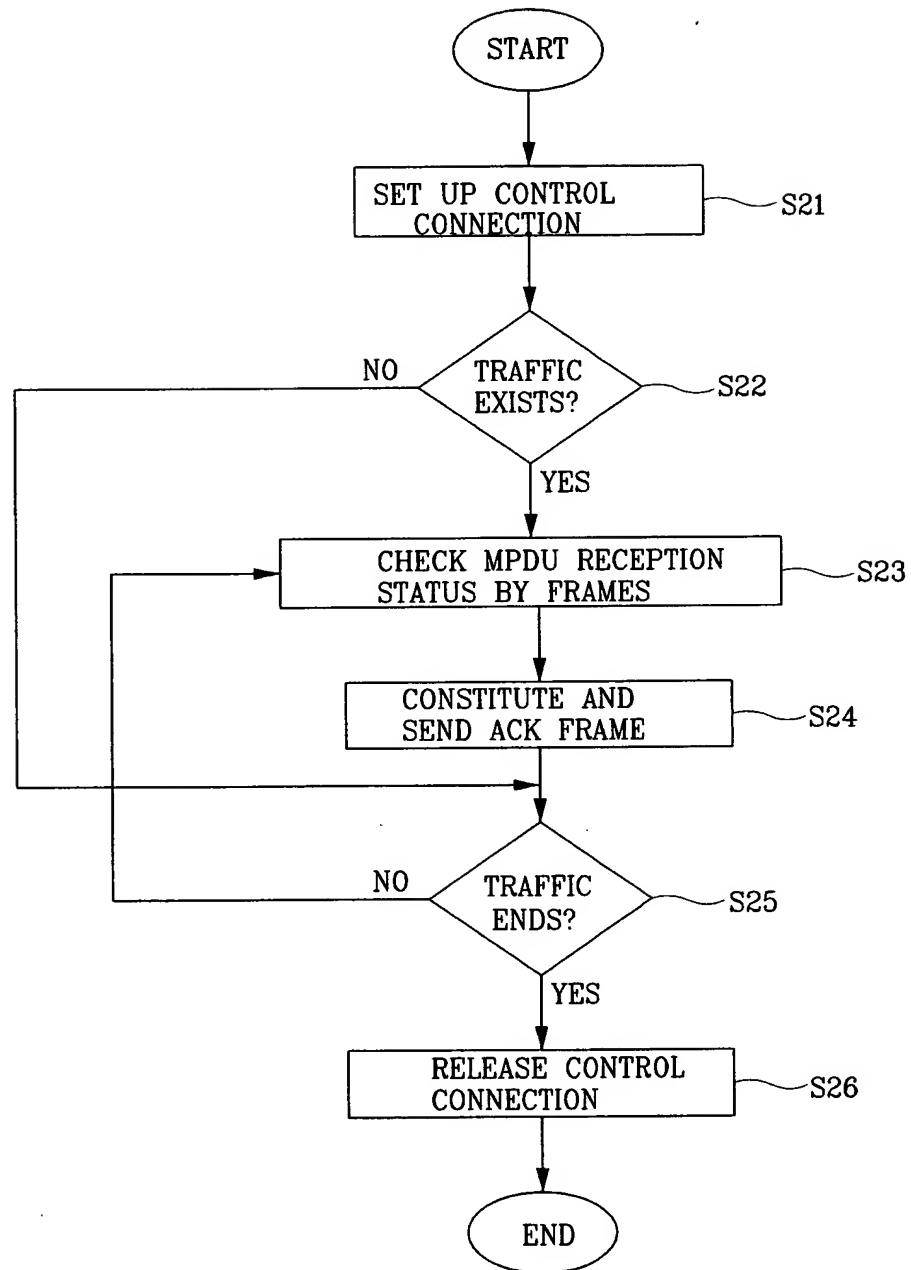 START
SET UP CONTROL
CONNECTION
S21
NO
TRAFFIC
EXISTS?
S22
YES
CHECK MPDU RECEPTION
STATUS BY FRAMES
S23
CONSTITUTE AND
SEND ACK FRAME
S24
NO
TRAFFIC
ENDS?
S25
YES
RELEASE CONTROL
CONNECTION
S26
END